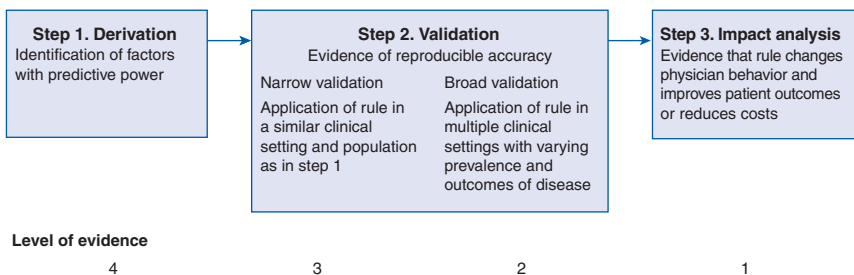 Step 1. Derivation
Identification of factors
with predictive power
Step 2. Validation
Evidence of reproducible accuracy
Narrow validation
Application of rule in
a similar clinical
setting and population
as in step 1
Broad validation
Application of rule in
multiple clinical
settings with varying
prevalence and
outcomes of disease
Step 3. Impact analysis
Evidence that rule changes
physician behavior and
improves patient outcomes
or reduces costs
Level of evidence
4 3 2 1